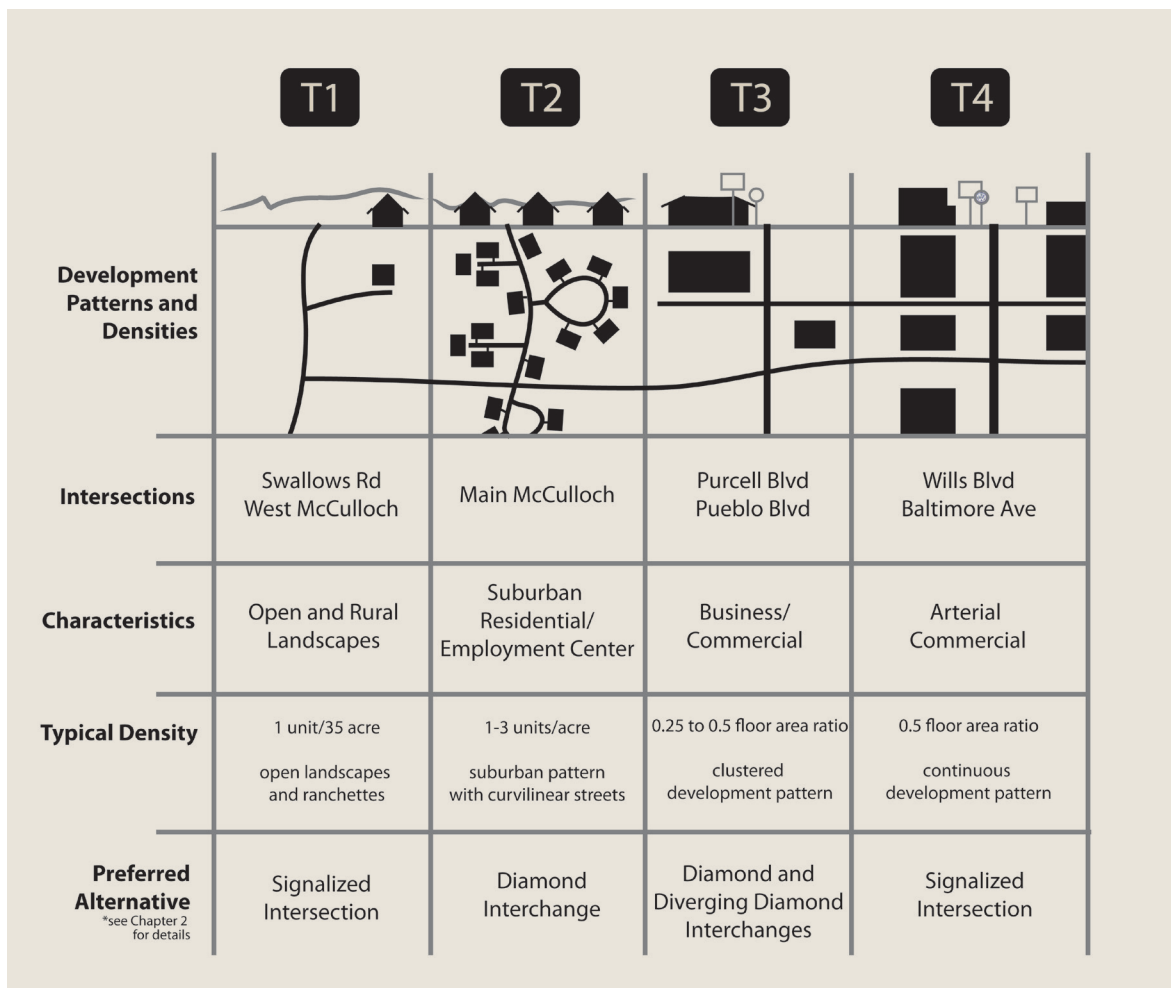 T1
T2
T3
T4
Development
Patterns and
Densities
Intersections
Swallows Rd
West McCulloch
Main McCulloch
Purcell Blvd
Pueblo Blvd
Wills Blvd
Baltimore Ave
Characteristics
Open and Rural
Landscapes
Suburban
Residential/
Employment Center
Business/
Commercial
Arterial
Commercial
Typical Density
1 unit/35 acre
open landscapes
and ranchettes
1-3 units/acre
suburban pattern
with curvilinear streets
0.25 to 0.5 floor area ratio
clustered
development pattern
0.5 floor area ratio
continuous
development pattern
Preferred
Alternative
*see Chapter 2
for details
Signalized
Intersection
Diamond
Interchange
Diamond and
Diverging Diamond
Interchanges
Signalized
Intersection